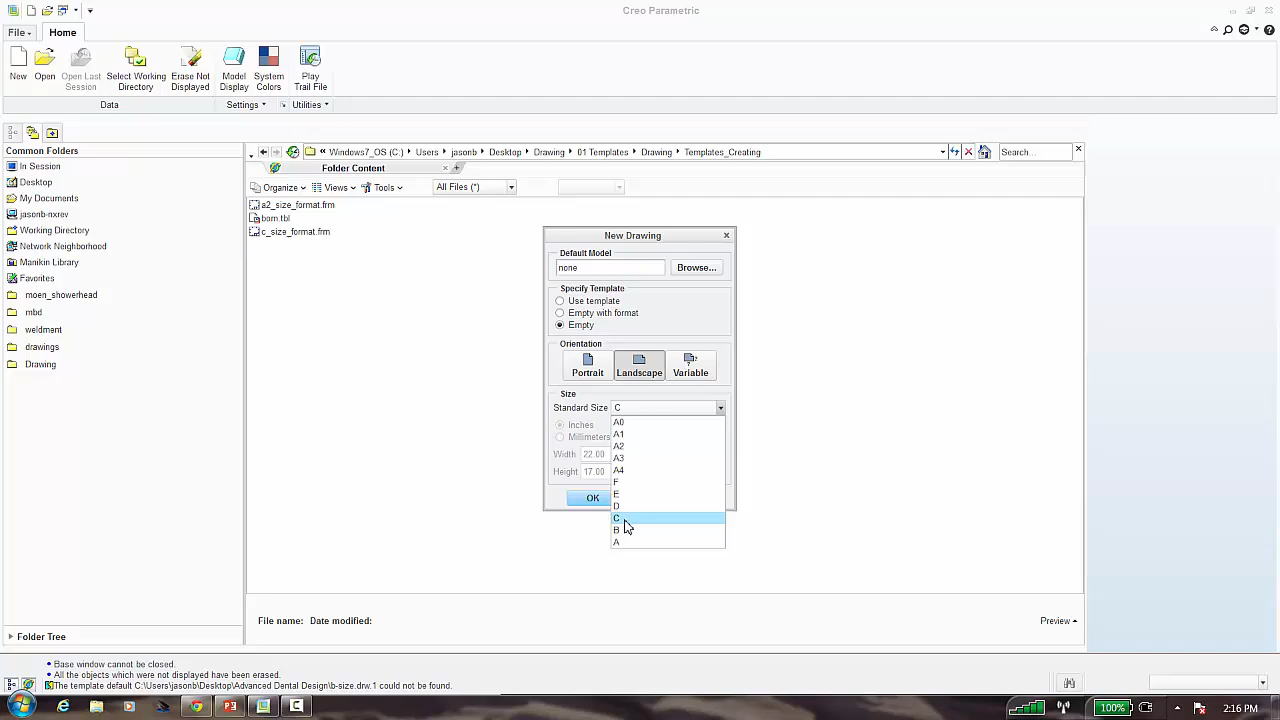 Creo Parametric
File
Home
New
Open
Open Last Session
Select Working Directory
Erase Not Displayed
Model Display
System Colors
Play Trail File
Data
Settings
Utilities
Common Folders
In Session
Desktop
My Documents
jasonb-nxrev
Working Directory
Network Neighborhood
Manikin Library
Favorites
moen_showerhead
mbd
weldment
drawings
Drawing
Folder Tree
Windows7_OS (C:) Users jasonb Desktop Drawing 01 Templates Drawing Templates_Creating
Search...
Folder Content
Organize Views Tools All Files (*)
a2_size_format.frm
bom.tbl
c_size_format.frm
New Drawing
Default Model
none Browse...
Specify Template
Use template
Empty with format
Empty
Orientation
Portrait Landscape Variable
Size
Standard Size C
A0
A1
A2
A3
A4
F
E
D
C
B
A
Inches
Millimeters
Width 22.00
Height 17.00
OK
File name: Date modified:
Preview
• Base window cannot be closed.
• All the objects which were not displayed have been erased.
The template default C:\Users\jasonb\Desktop\Advanced Dental Design\b-size.drw.1 could not be found.
100%
2:16 PM